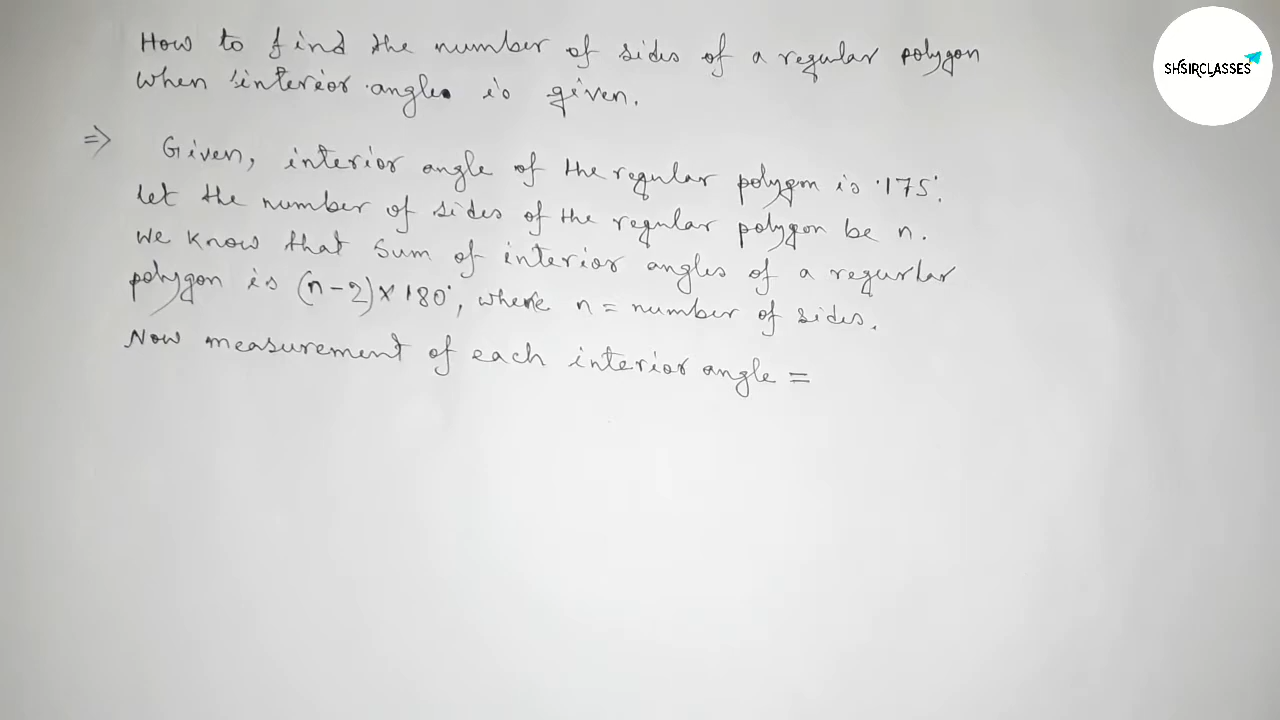 How to find the number of sides of a regular polygon
when interior angle is given.
⇒ Given, interior angle of the regular polygon is 175°.
let the number of sides of the regular polygon be n.
We know that sum of interior angles of a regurlar
polygon is (n-2)×180°, where n = number of sides.
Now measurement of each interior angle =
SHSIRCLASSES